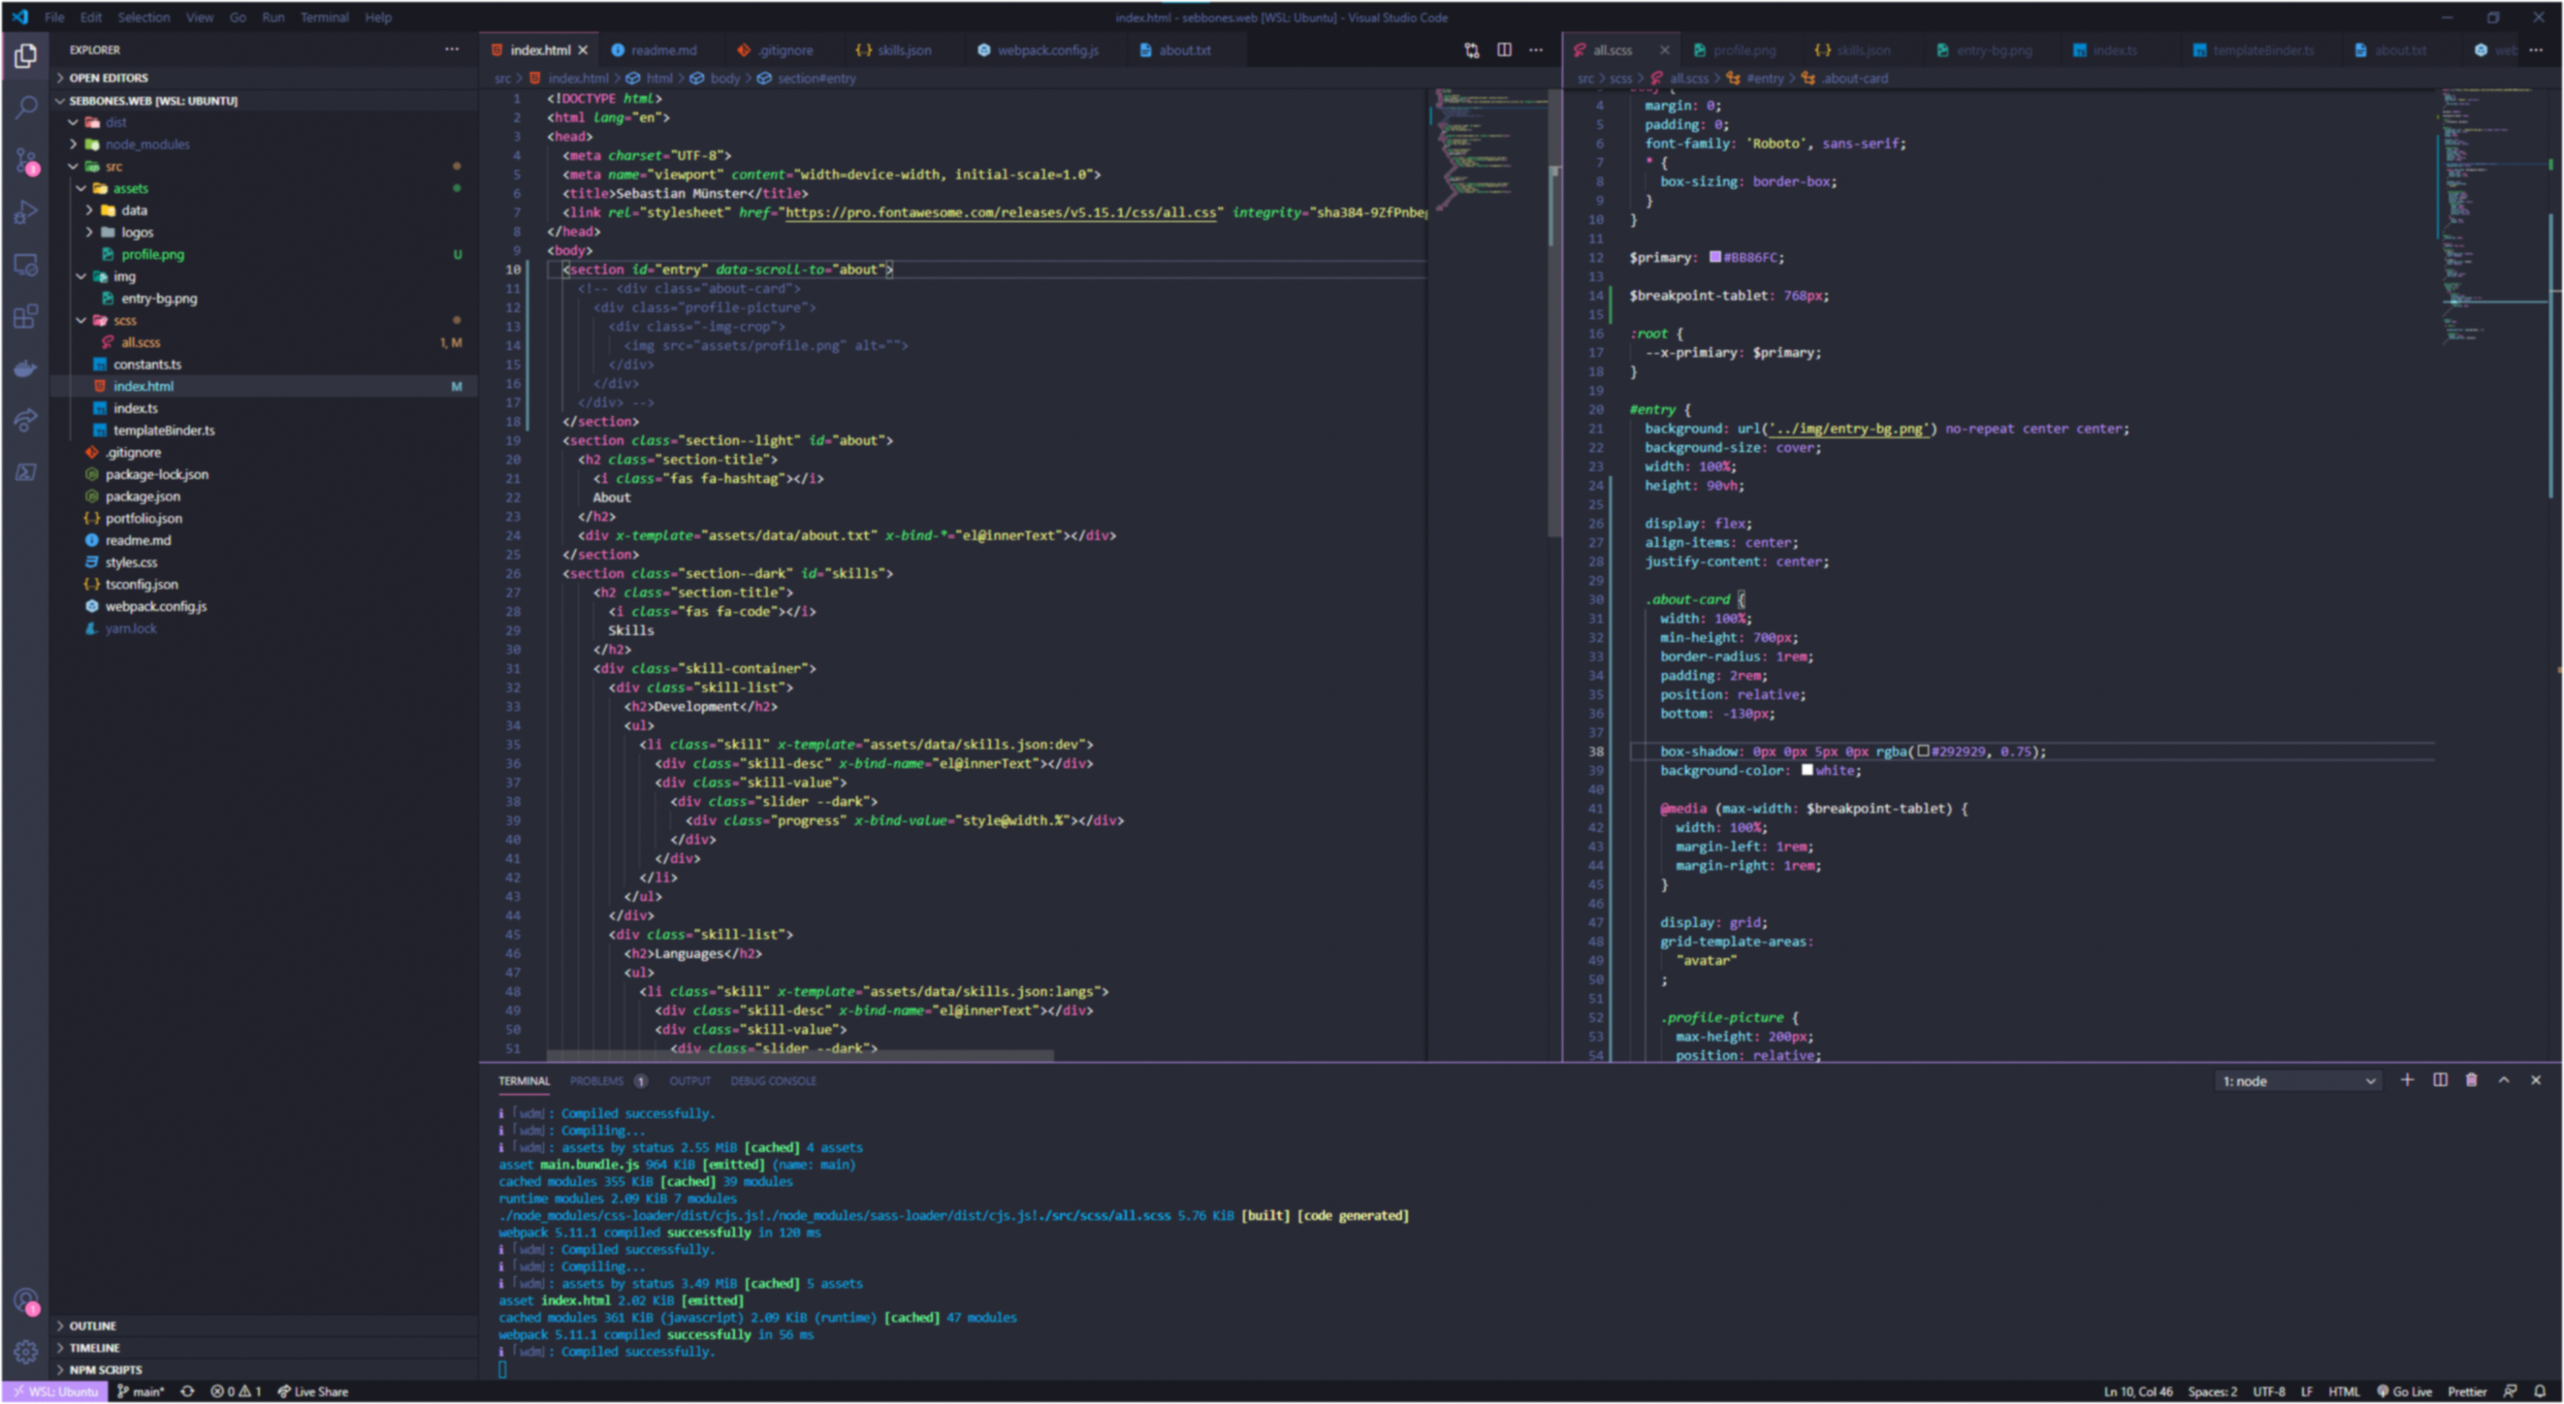 File Edit Selection View Go Run Terminal Help
index.html - sebbones.web [WSL: Ubuntu] - Visual Studio Code
EXPLORER
OPEN EDITORS
SEBBONES.WEB [WSL: UBUNTU]
dist
node_modules
src
assets
data
logos
profile.png U
img
entry-bg.png
scss
all.scss 1, M
constants.ts
index.html M
index.ts
templateBinder.ts
.gitignore
package-lock.json
package.json
portfolio.json
readme.md
styles.css
tsconfig.json
webpack.config.js
yarn.lock
OUTLINE
TIMELINE
NPM SCRIPTS
index.html readme.md .gitignore skills.json webpack.config.js about.txt
src > index.html > html > body > section#entry
1 <!DOCTYPE html>
2 <html lang="en">
3 <head>
4 <meta charset="UTF-8">
5 <meta name="viewport" content="width=device-width, initial-scale=1.0">
6 <title>Sebastian Münster</title>
7 <link rel="stylesheet" href="https://pro.fontawesome.com/releases/v5.15.1/css/all.css" integrity="sha384-9ZfPnbe
8 </head>
9 <body>
10 <section id="entry" data-scroll-to="about">
11 <!-- <div class="about-card">
12 <div class="profile-picture">
13 <div class="-img-crop">
14 <img src="assets/profile.png" alt="">
15 </div>
16 </div>
17 </div> -->
18 </section>
19 <section class="section--light" id="about">
20 <h2 class="section-title">
21 <i class="fas fa-hashtag"></i>
22 About
23 </h2>
24 <div x-template="assets/data/about.txt" x-bind-*="el@innerText"></div>
25 </section>
26 <section class="section--dark" id="skills">
27 <h2 class="section-title">
28 <i class="fas fa-code"></i>
29 Skills
30 </h2>
31 <div class="skill-container">
32 <div class="skill-list">
33 <h2>Development</h2>
34 <ul>
35 <li class="skill" x-template="assets/data/skills.json:dev">
36 <div class="skill-desc" x-bind-name="el@innerText"></div>
37 <div class="skill-value">
38 <div class="slider --dark">
39 <div class="progress" x-bind-value="style@width.%"></div>
40 </div>
41 </div>
42 </li>
43 </ul>
44 </div>
45 <div class="skill-list">
46 <h2>Languages</h2>
47 <ul>
48 <li class="skill" x-template="assets/data/skills.json:langs">
49 <div class="skill-desc" x-bind-name="el@innerText"></div>
50 <div class="skill-value">
51 <div class="slider --dark">
all.scss profile.png skills.json entry-bg.png index.ts templateBinder.ts about.txt web
src > scss > all.scss > #entry > .about-card
4 margin: 0;
5 padding: 0;
6 font-family: 'Roboto', sans-serif;
7 * {
8 box-sizing: border-box;
9 }
10 }
11
12 $primary: #BB86FC;
13
14 $breakpoint-tablet: 768px;
15
16 :root {
17 --x-primiary: $primary;
18 }
19
20 #entry {
21 background: url('../img/entry-bg.png') no-repeat center center;
22 background-size: cover;
23 width: 100%;
24 height: 90vh;
25
26 display: flex;
27 align-items: center;
28 justify-content: center;
29
30 .about-card {
31 width: 100%;
32 min-height: 700px;
33 border-radius: 1rem;
34 padding: 2rem;
35 position: relative;
36 bottom: -130px;
37
38 box-shadow: 0px 0px 5px 0px rgba(#292929, 0.75);
39 background-color: white;
40
41 @media (max-width: $breakpoint-tablet) {
42 width: 100%;
43 margin-left: 1rem;
44 margin-right: 1rem;
45 }
46
47 display: grid;
48 grid-template-areas:
49 "avatar"
50 ;
51
52 .profile-picture {
53 max-height: 200px;
54 position: relative;
TERMINAL PROBLEMS 1 OUTPUT DEBUG CONSOLE
1: node
i ｢wdm｣: Compiled successfully.
i ｢wdm｣: Compiling...
i ｢wdm｣: assets by status 2.55 MiB [cached] 4 assets
asset main.bundle.js 964 KiB [emitted] (name: main)
cached modules 355 KiB [cached] 39 modules
runtime modules 2.09 KiB 7 modules
./node_modules/css-loader/dist/cjs.js!./node_modules/sass-loader/dist/cjs.js!./src/scss/all.scss 5.76 KiB [built] [code generated]
webpack 5.11.1 compiled successfully in 120 ms
i ｢wdm｣: Compiled successfully.
i ｢wdm｣: Compiling...
i ｢wdm｣: assets by status 3.49 MiB [cached] 5 assets
asset index.html 2.02 KiB [emitted]
cached modules 361 KiB (javascript) 2.09 KiB (runtime) [cached] 47 modules
webpack 5.11.1 compiled successfully in 56 ms
i ｢wdm｣: Compiled successfully.
WSL: Ubuntu main* 0 1 Live Share
Ln 10, Col 46 Spaces: 2 UTF-8 LF HTML Go Live Prettier